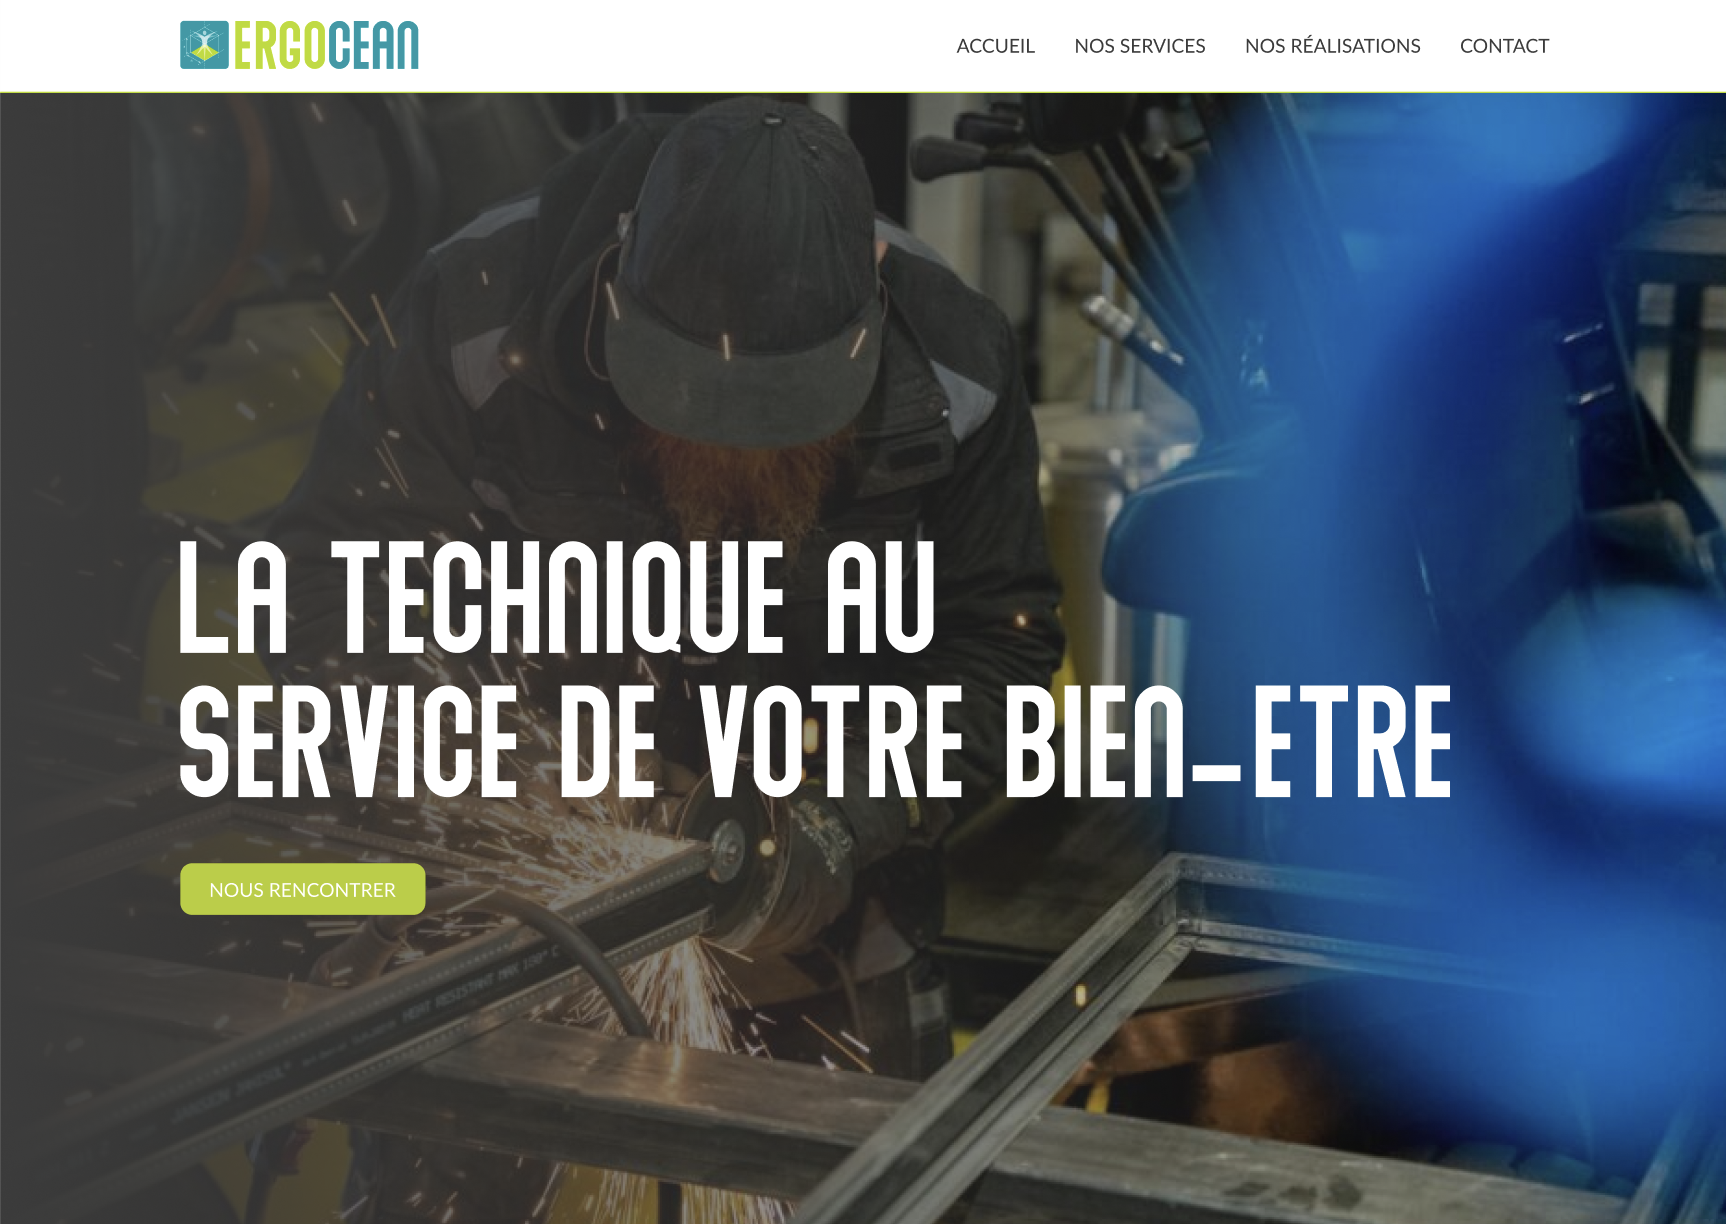 ERGOCEAN
ACCUEIL NOS SERVICES NOS RÉALISATIONS CONTACT
LA TECHNIQUE AU
SERVICE DE VOTRE BIEN-ETRE
NOUS RENCONTRER
HEAT RESISTANT MAX 150° C